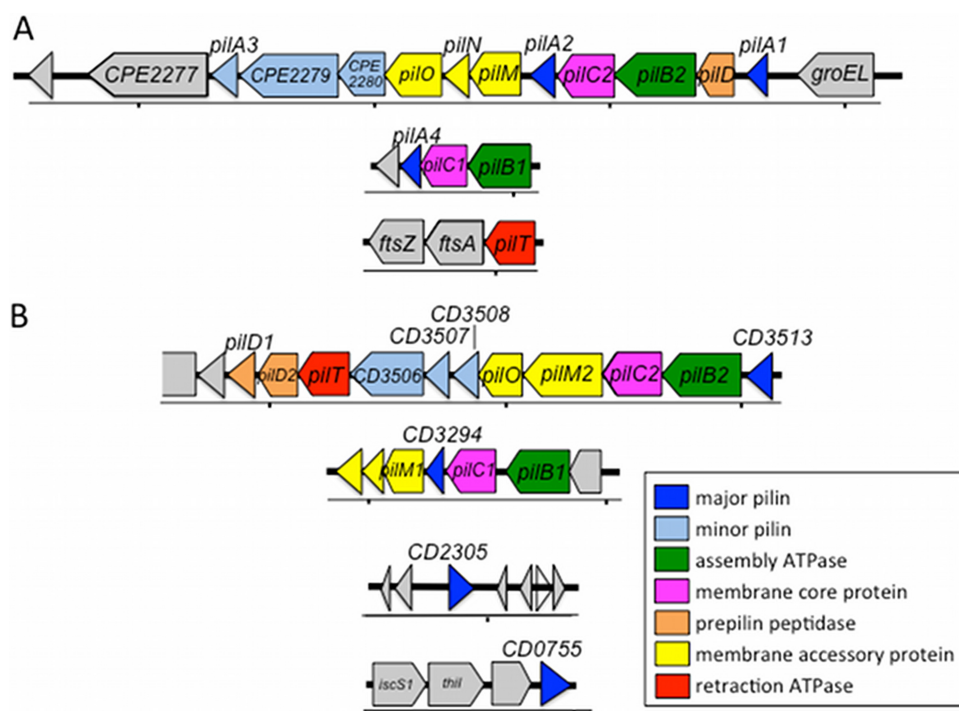 A
pilA3 pilN pilA2 pilA1
CPE2277 CPE2279 CPE pilO pilM pilC2 pilB2 pilD groEL
2280
pilA4
pilC1 pilB1
ftsZ ftsA pilT
B
CD3508
CD3507
pilD1 CD3513
pilD2 pilT CD3506 pilO pilM2 pilC2 pilB2
CD3294
pilM1 pilC1 pilB1
CD2305
CD0755
iscS1 thiI
major pilin
minor pilin
assembly ATPase
membrane core protein
prepilin peptidase
membrane accessory protein
retraction ATPase